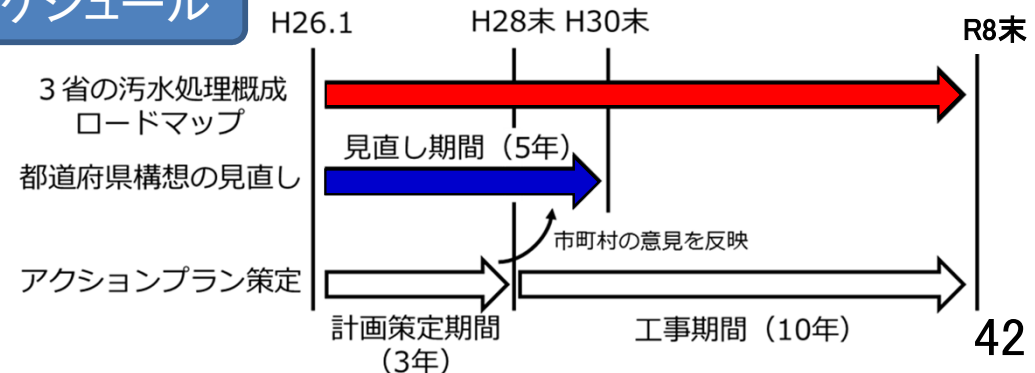 ケジュール
H26.1
H28末
H30末
R8末
3省の汚水処理概成
ロードマップ
見直し期間（5年）
都道府県構想の見直し
市町村の意見を反映
アクションプラン策定
計画策定期間
（3年）
工事期間（10年）
42